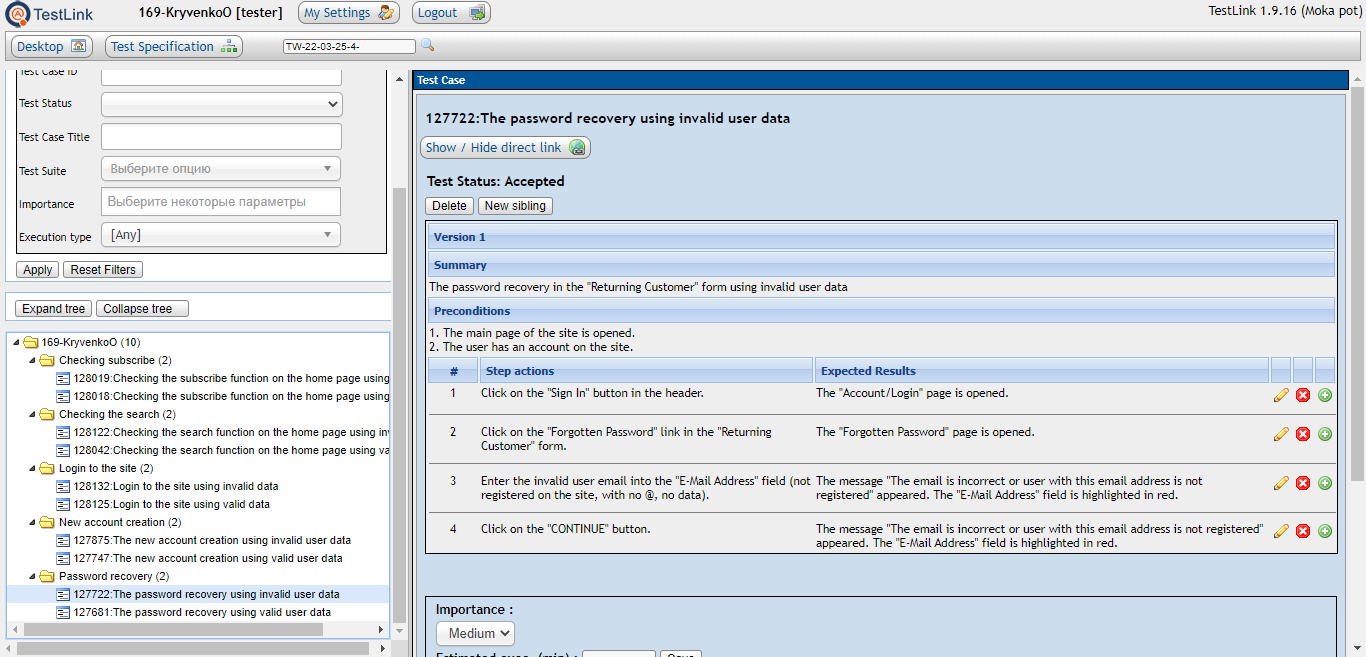 TestLink
169-KryvenkoO [tester]
My Settings
Logout
TestLink 1.9.16 (Moka pot)
Desktop
Test Specification
TW-22-03-25-4-
Test Case ID
Test Status
Test Case Title
Test Suite
Выберите опцию
Importance
Выберите некоторые параметры
Execution type
[Any]
Apply
Reset Filters
Expand tree
Collapse tree
169-KryvenkoO (10)
Checking subscribe (2)
128019:Checking the subscribe function on the home page using
128018:Checking the subscribe function on the home page using
Checking the search (2)
128122:Checking the search function on the home page using in
128042:Checking the search function on the home page using va
Login to the site (2)
128132:Login to the site using invalid data
128125:Login to the site using valid data
New account creation (2)
127875:The new account creation using invalid user data
127747:The new account creation using valid user data
Password recovery (2)
127722:The password recovery using invalid user data
127681:The password recovery using valid user data
Test Case
127722:The password recovery using invalid user data
Show / Hide direct link
Test Status: Accepted
Delete
New sibling
Version 1
Summary
The password recovery in the "Returning Customer" form using invalid user data
Preconditions
1. The main page of the site is opened.
2. The user has an account on the site.
# Step actions Expected Results
1 Click on the "Sign In" button in the header. The "Account/Login" page is opened.
2 Click on the "Forgotten Password" link in the "Returning The "Forgotten Password" page is opened.
Customer" form.
3 Enter the invalid user email into the "E-Mail Address" field (not The message "The email is incorrect or user with this email address is not
registered on the site, with no @, no data). registered" appeared. The "E-Mail Address" field is highlighted in red.
4 Click on the "CONTINUE" button. The message "The email is incorrect or user with this email address is not registered"
appeared. The "E-Mail Address" field is highlighted in red.
Importance :
Medium
Estimated exec. (min) :
Save